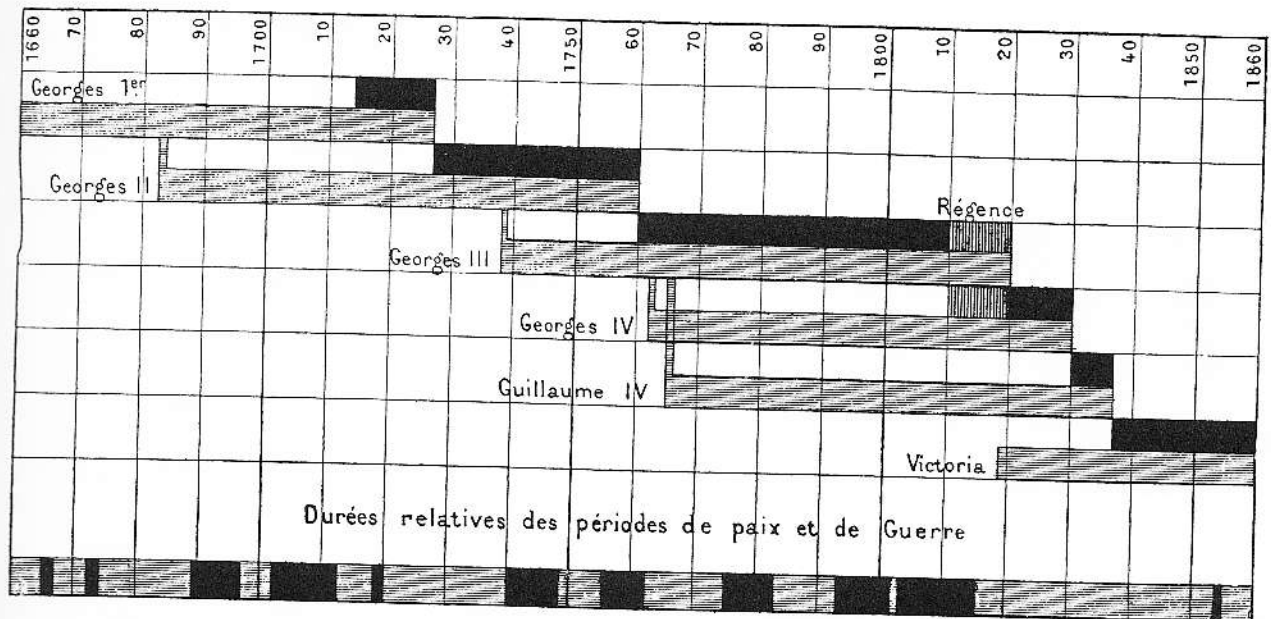 1660 70 80 90 1700 10 20 30 40 1750 60 70 80 90 1800 10 20 30 40 1850 1860
Georges 1er
Georges II
Régence
Georges III
Georges IV
Guillaume IV
Victoria
Durées relatives des périodes de paix et de Guerre